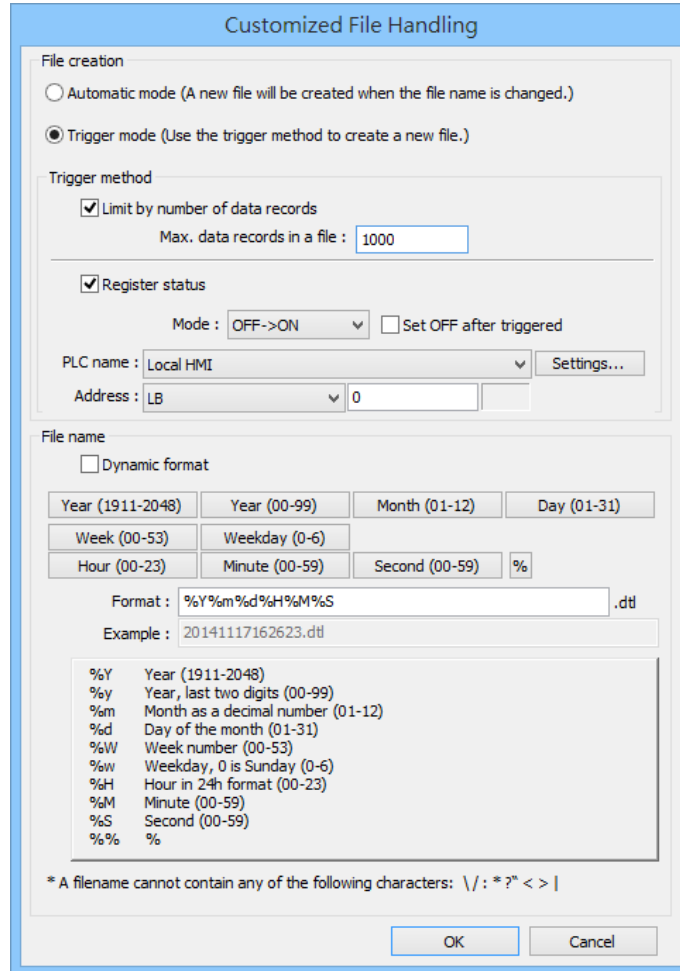 Customized File Handling
File creation
Automatic mode (A new file will be created when the file name is changed.)
Trigger mode (Use the trigger method to create a new file.)
Trigger method
Limit by number of data records
Max. data records in a file : 1000
Register status
Mode : OFF->ON Set OFF after triggered
PLC name : Local HMI Settings...
Address : LB 0
File name
Dynamic format
Year (1911-2048) Year (00-99) Month (01-12) Day (01-31)
Week (00-53) Weekday (0-6)
Hour (00-23) Minute (00-59) Second (00-59) %
Format : %Y%m%d%H%M%S .dtl
Example : 20141117162623.dtl
%Y Year (1911-2048)
%y Year, last two digits (00-99)
%m Month as a decimal number (01-12)
%d Day of the month (01-31)
%W Week number (00-53)
%w Weekday, 0 is Sunday (0-6)
%H Hour in 24h format (00-23)
%M Minute (00-59)
%S Second (00-59)
%% %
* A filename cannot contain any of the following characters: \ / : * ? " < > |
OK Cancel